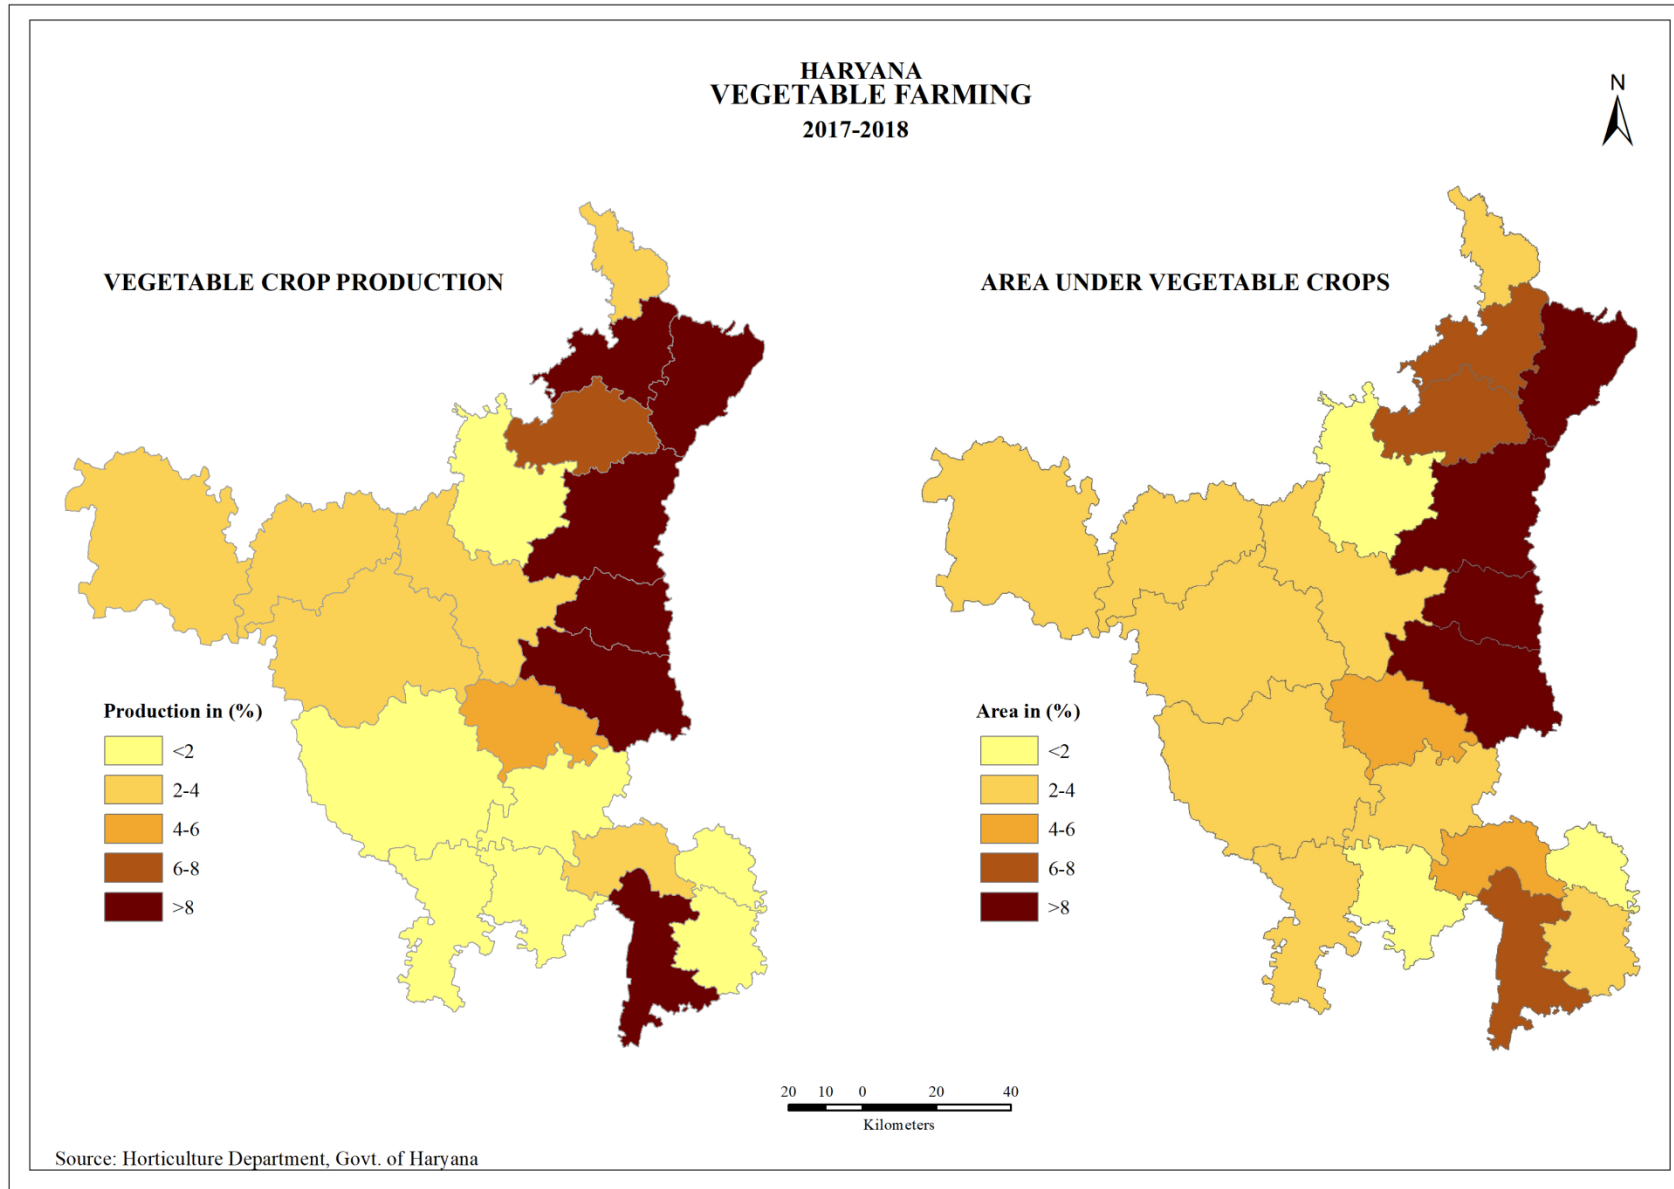 HARYANA
VEGETABLE FARMING
2017-2018
N
VEGETABLE CROP PRODUCTION
AREA UNDER VEGETABLE CROPS
Production in (%)
<2
2-4
4-6
6-8
>8
Area in (%)
<2
2-4
4-6
6-8
>8
20 10 0 20 40
Kilometers
Source: Horticulture Department, Govt. of Haryana